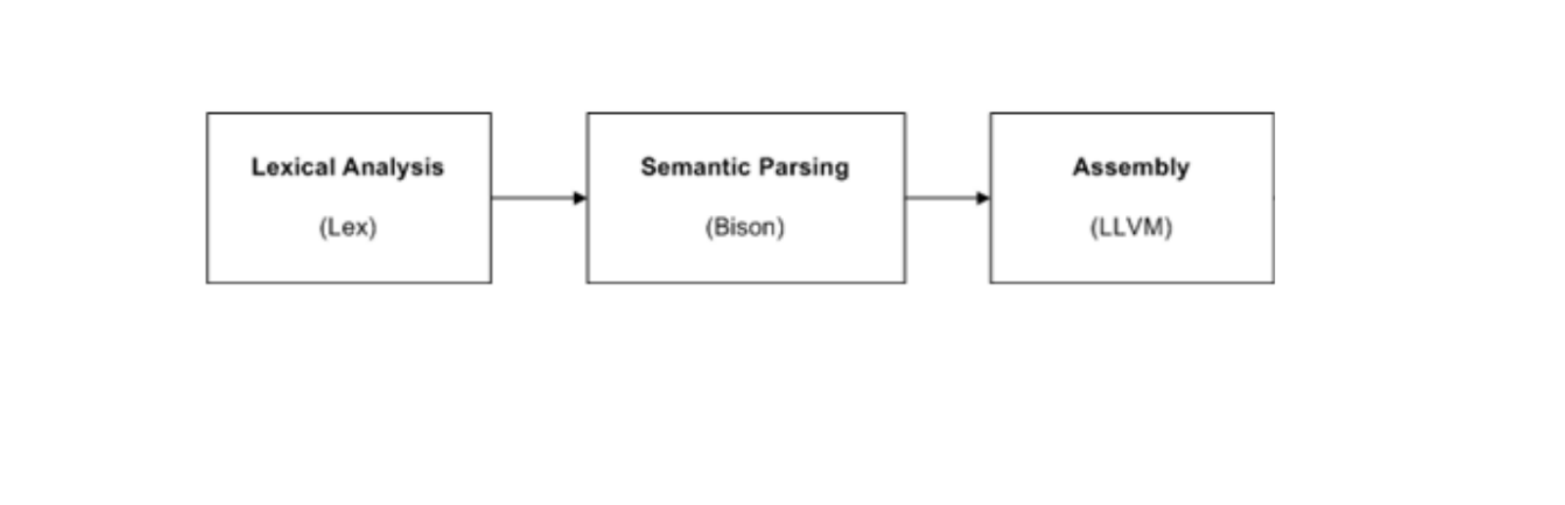 Lexical Analysis
(Lex)
Semantic Parsing
(Bison)
Assembly
(LLVM)